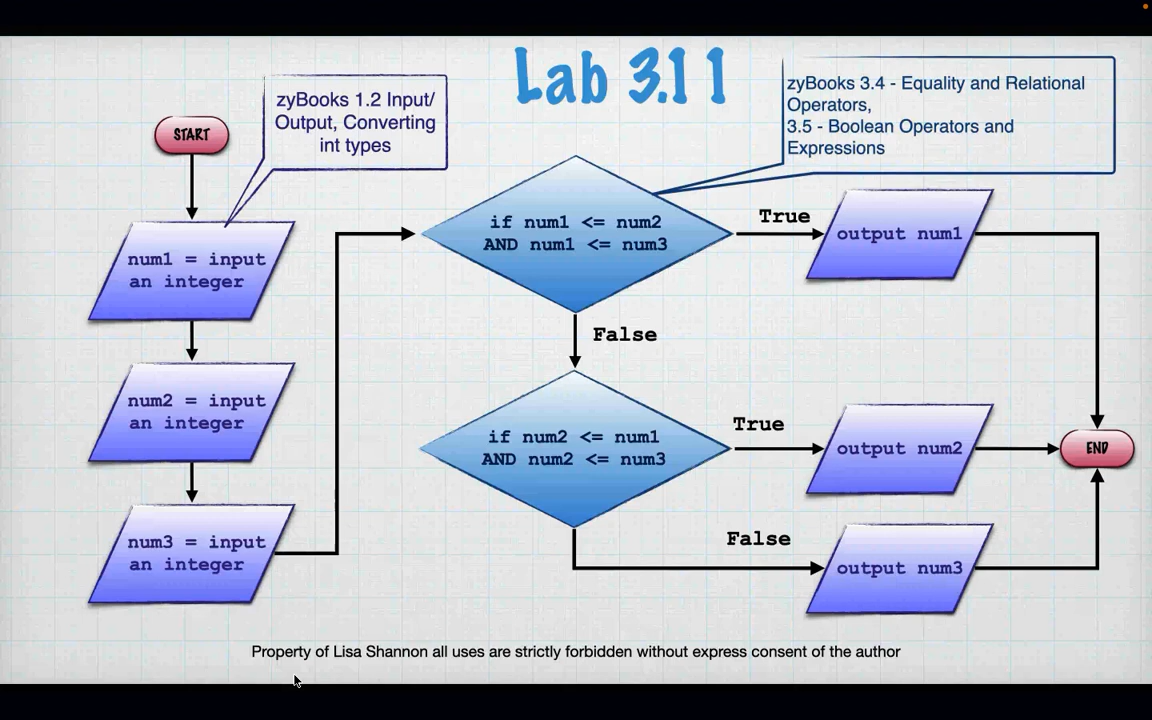 Lab 3.11
zyBooks 1.2 Input/
Output, Converting
int types
zyBooks 3.4 - Equality and Relational
Operators,
3.5 - Boolean Operators and
Expressions
START
num1 = input
an integer
num2 = input
an integer
num3 = input
an integer
if num1 <= num2
AND num1 <= num3
True
output num1
False
if num2 <= num1
AND num2 <= num3
True
output num2
False
output num3
END
Property of Lisa Shannon all uses are strictly forbidden without express consent of the author